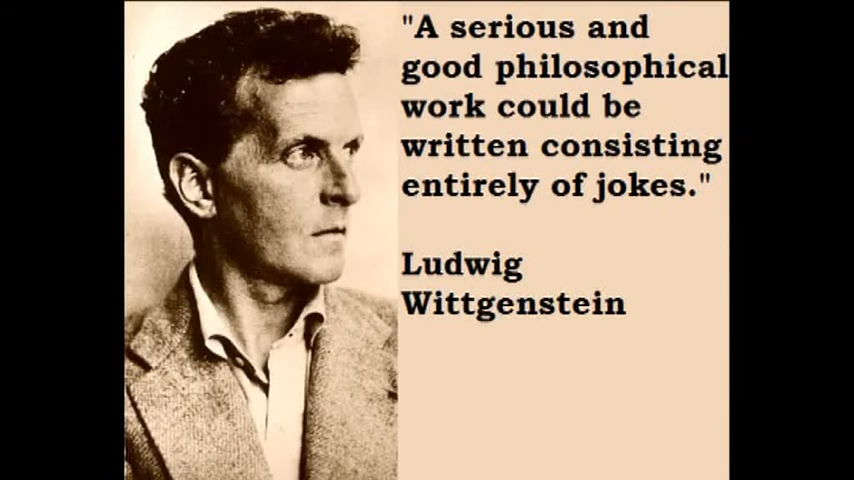 "A serious and
good philosophical
work could be
written consisting
entirely of jokes."
Ludwig
Wittgenstein